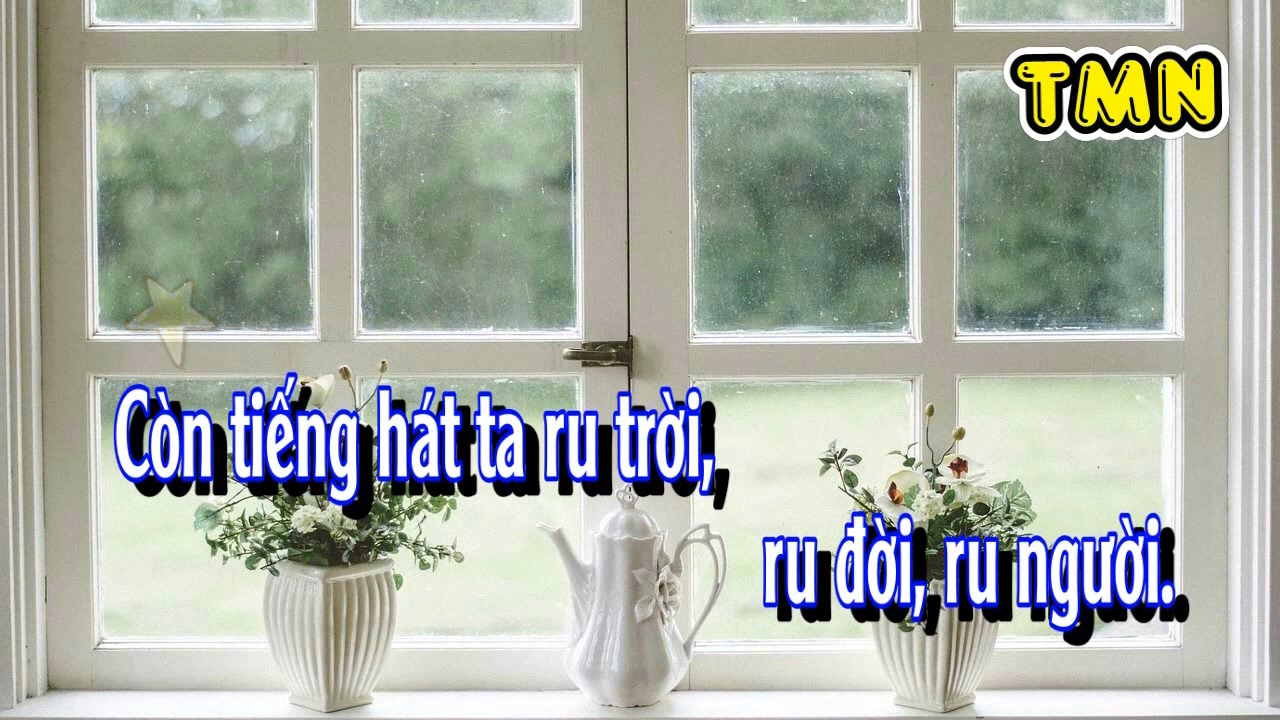 TMN
Còn tiếng hát ta ru trời,
ru đời, ru người.